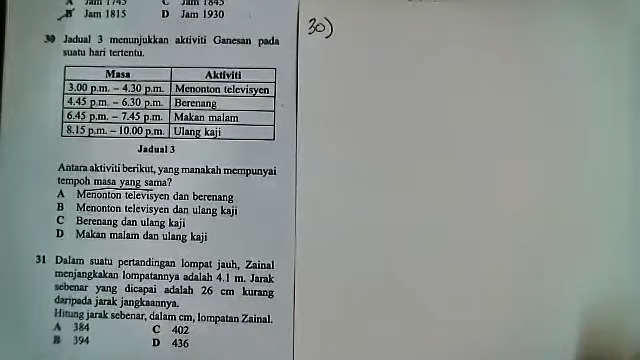 A Jam 1745 C Jam 1845
B Jam 1815 D Jam 1930
30)
30 Jadual 3 menunjukkan aktiviti Ganesan pada
suatu hari tertentu.
Masa Aktiviti
3.00 p.m. – 4.30 p.m. Menonton televisyen
4.45 p.m. – 6.30 p.m. Berenang
6.45 p.m. – 7.45 p.m. Makan malam
8.15 p.m. – 10.00 p.m. Ulang kaji
Jadual 3
Antara aktiviti berikut, yang manakah mempunyai
tempoh masa yang sama?
A Menonton televisyen dan berenang
B Menonton televisyen dan ulang kaji
C Berenang dan ulang kaji
D Makan malam dan ulang kaji
31 Dalam suatu pertandingan lompat jauh, Zainal
menjangkakan lompatannya adalah 4.1 m. Jarak
sebenar yang dicapai adalah 26 cm kurang
daripada jarak jangkaannya.
Hitung jarak sebenar, dalam cm, lompatan Zainal.
A 384 C 402
B 394 D 436